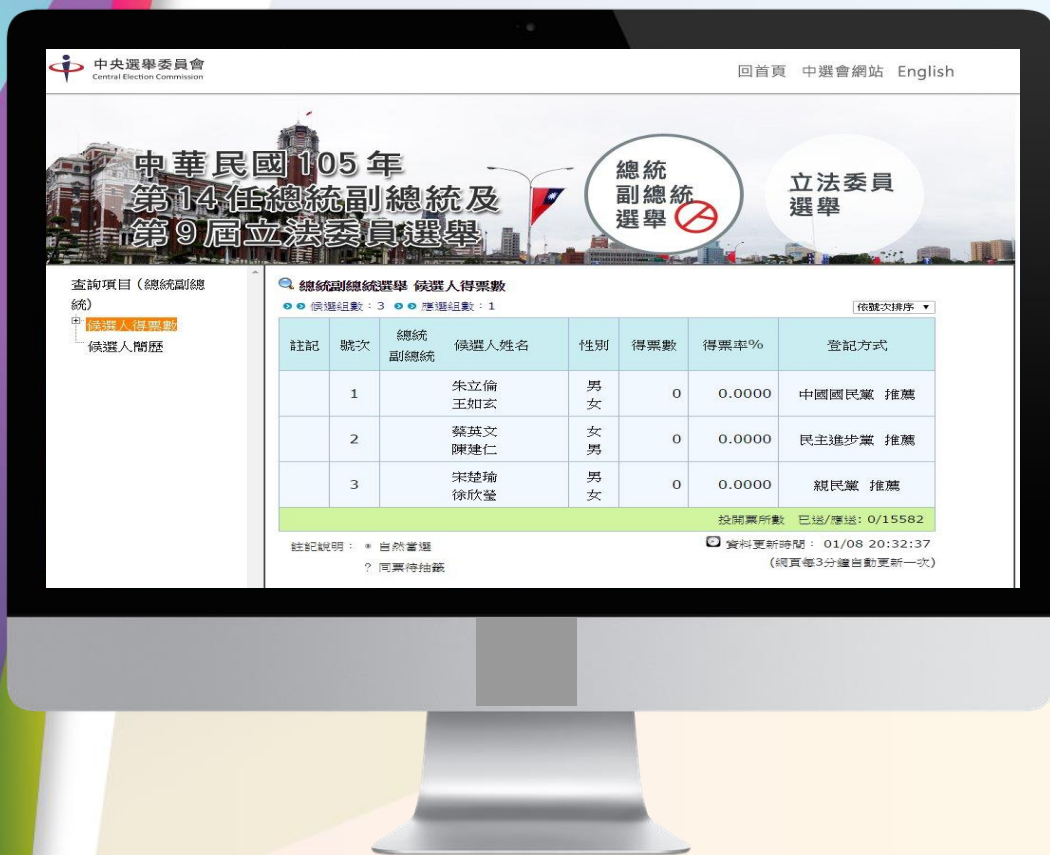 中央選舉委員會
Central Election Commission
回首頁 中選會網站 English
中華民國105年
第14任總統副總統及
第9屆立法委員選舉
總統
副總統
選舉
立法委員
選舉
查詢項目（總統副總
統）
候選人得票數
候選人簡歷
總統副總統選舉 候選人得票數
候選組數：3 應選組數：1
依號次排序 ▼
註記 號次 總統 副總統 候選人姓名 性別 得票數 得票率% 登記方式
1 朱立倫 王如玄 男 女 0 0.0000 中國國民黨 推薦
2 蔡英文 陳建仁 女 男 0 0.0000 民主進步黨 推薦
3 宋楚瑜 徐欣瑩 男 女 0 0.0000 親民黨 推薦
投開票所數 已送/應送: 0/15582
註記說明： * 自然當選
? 同票待抽籤
資料更新時間： 01/08 20:32:37
(網頁每3分鐘自動更新一次)